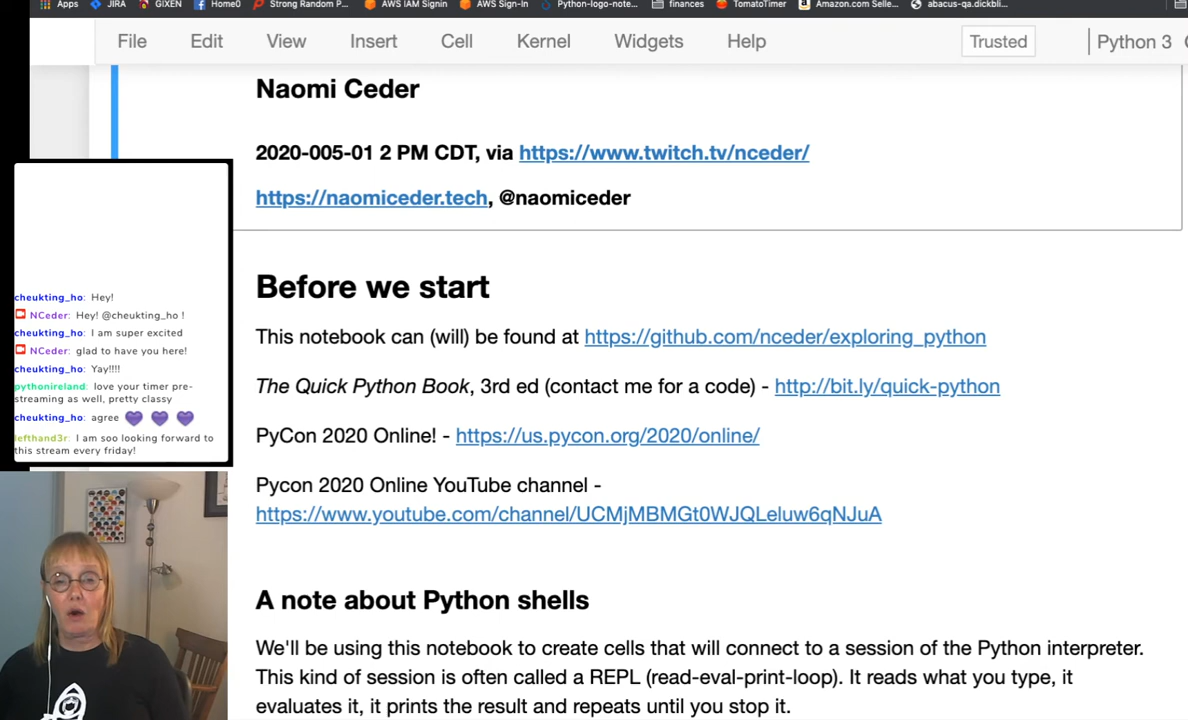 Apps JIRA GIXEN Home0 Strong Random P... AWS IAM Signin AWS Sign-In Python-logo-note... finances TomatoTimer Amazon.com Selle... abacus-qa.dickbli...
File Edit View Insert Cell Kernel Widgets Help Trusted Python 3
Naomi Ceder
2020-005-01 2 PM CDT, via https://www.twitch.tv/nceder/
https://naomiceder.tech, @naomiceder
Before we start
This notebook can (will) be found at https://github.com/nceder/exploring_python
The Quick Python Book, 3rd ed (contact me for a code) - http://bit.ly/quick-python
PyCon 2020 Online! - https://us.pycon.org/2020/online/
Pycon 2020 Online YouTube channel -
https://www.youtube.com/channel/UCMjMBMGt0WJQLeluw6qNJuA
A note about Python shells
We'll be using this notebook to create cells that will connect to a session of the Python interpreter.
This kind of session is often called a REPL (read-eval-print-loop). It reads what you type, it
evaluates it, it prints the result and repeats until you stop it.
cheukting_ho: Hey!
NCeder: Hey! @cheukting_ho !
cheukting_ho: I am super excited
NCeder: glad to have you here!
cheukting_ho: Yay!!!!
pythonireland: love your timer pre-
streaming as well, pretty classy
cheukting_ho: agree
lefthand3r: I am soo looking forward to
this stream every friday!